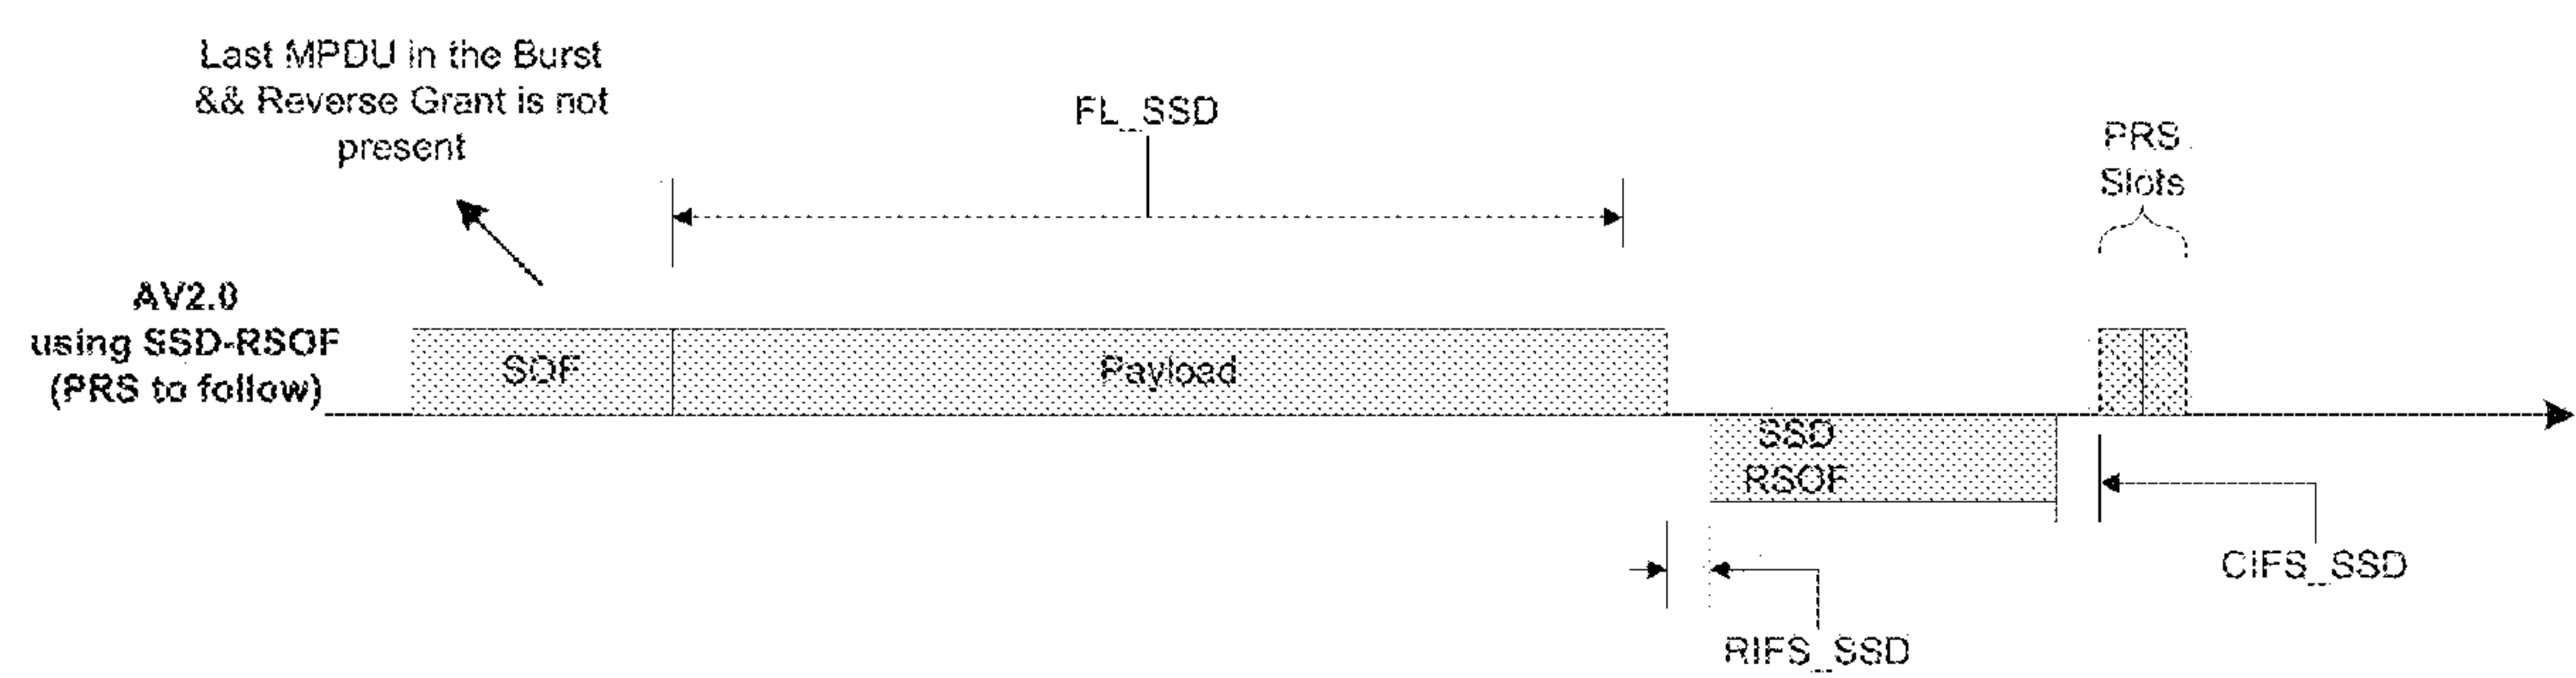 Last MPDU in the Burst
&& Reverse Grant is not
present
FL_SSD
PRS
Slots
AV2.0
using SSD-RSOF
(PRS to follow)
SOF
Payload
SSD
RSOF
CIFS_SSD
RIFS_SSD